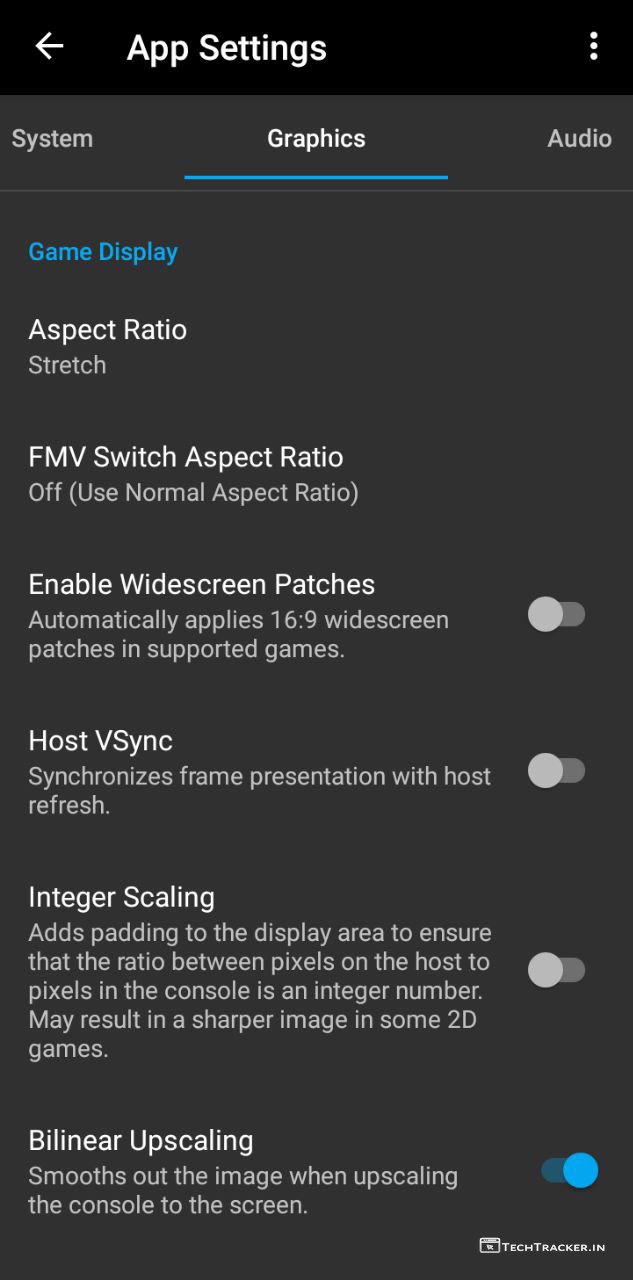 App Settings
System Graphics Audio
Game Display
Aspect Ratio
Stretch
FMV Switch Aspect Ratio
Off (Use Normal Aspect Ratio)
Enable Widescreen Patches
Automatically applies 16:9 widescreen
patches in supported games.
Host VSync
Synchronizes frame presentation with host
refresh.
Integer Scaling
Adds padding to the display area to ensure
that the ratio between pixels on the host to
pixels in the console is an integer number.
May result in a sharper image in some 2D
games.
Bilinear Upscaling
Smooths out the image when upscaling
the console to the screen.
TECHTRACKER.IN